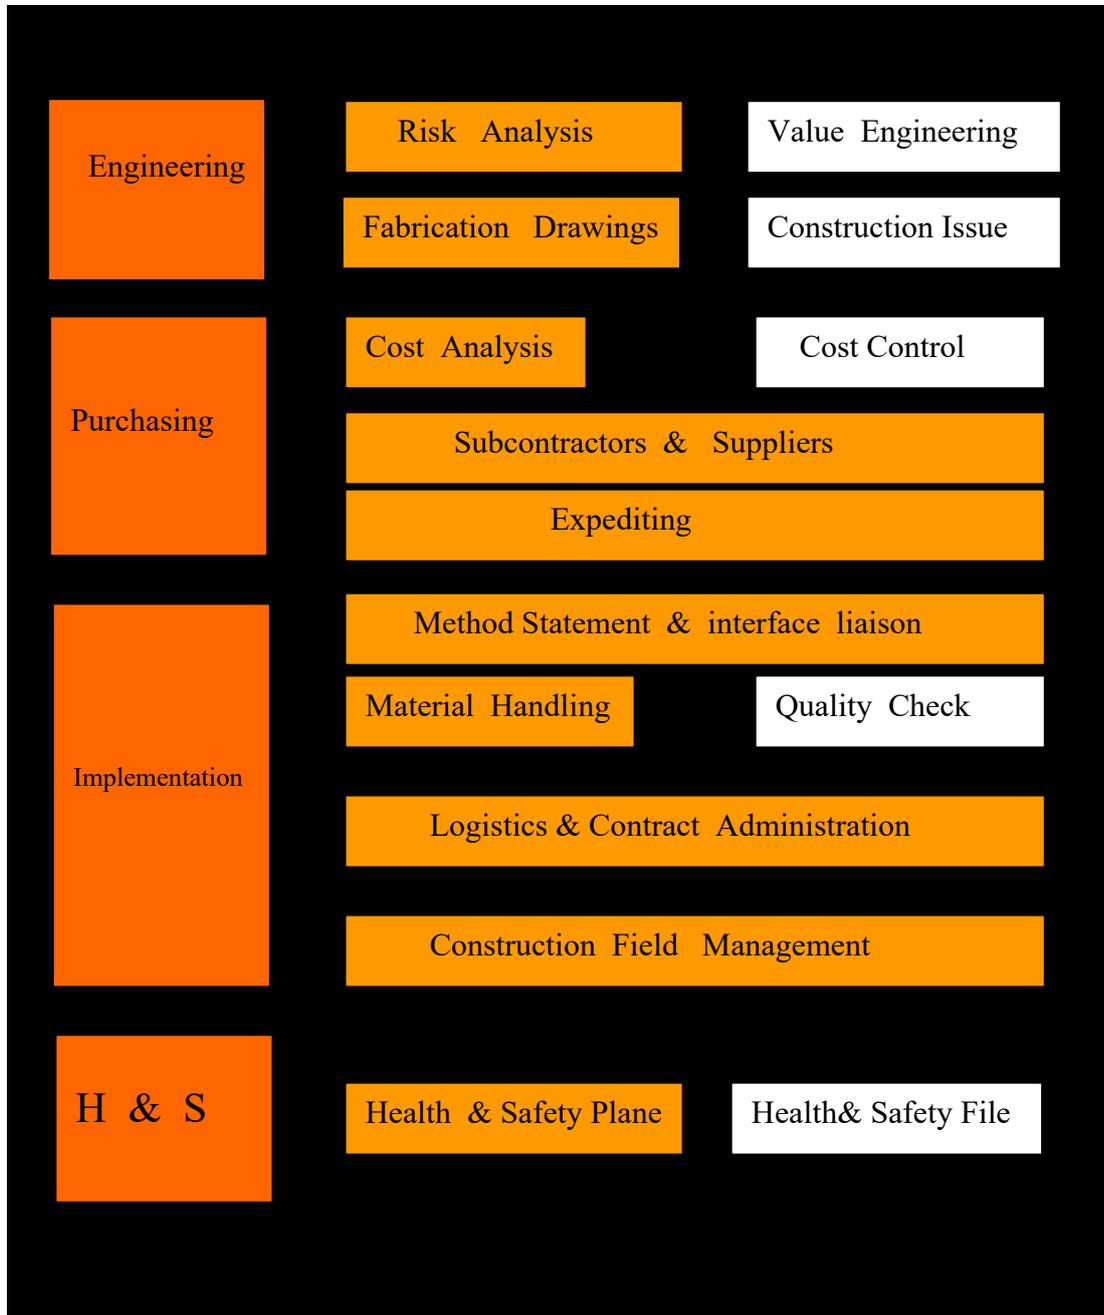 Engineering
Risk Analysis
Value Engineering
Fabrication Drawings
Construction Issue
Purchasing
Cost Analysis
Cost Control
Subcontractors & Suppliers
Expediting
Implementation
Method Statement & interface liaison
Material Handling
Quality Check
Logistics & Contract Administration
Construction Field Management
H & S
Health & Safety Plane
Health& Safety File